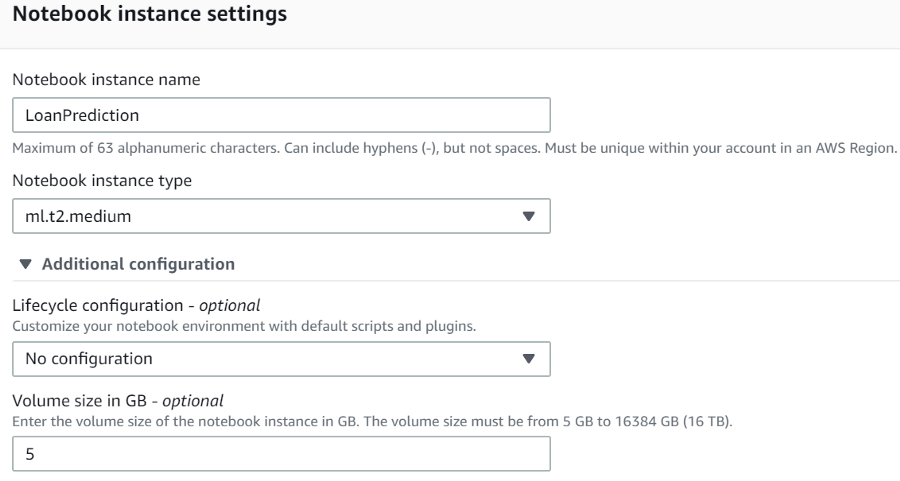 Notebook instance settings
Notebook instance name
LoanPrediction
Maximum of 63 alphanumeric characters. Can include hyphens (-), but not spaces. Must be unique within your account in an AWS Region.
Notebook instance type
ml.t2.medium
Additional configuration
Lifecycle configuration - optional
Customize your notebook environment with default scripts and plugins.
No configuration
Volume size in GB - optional
Enter the volume size of the notebook instance in GB. The volume size must be from 5 GB to 16384 GB (16 TB).
5